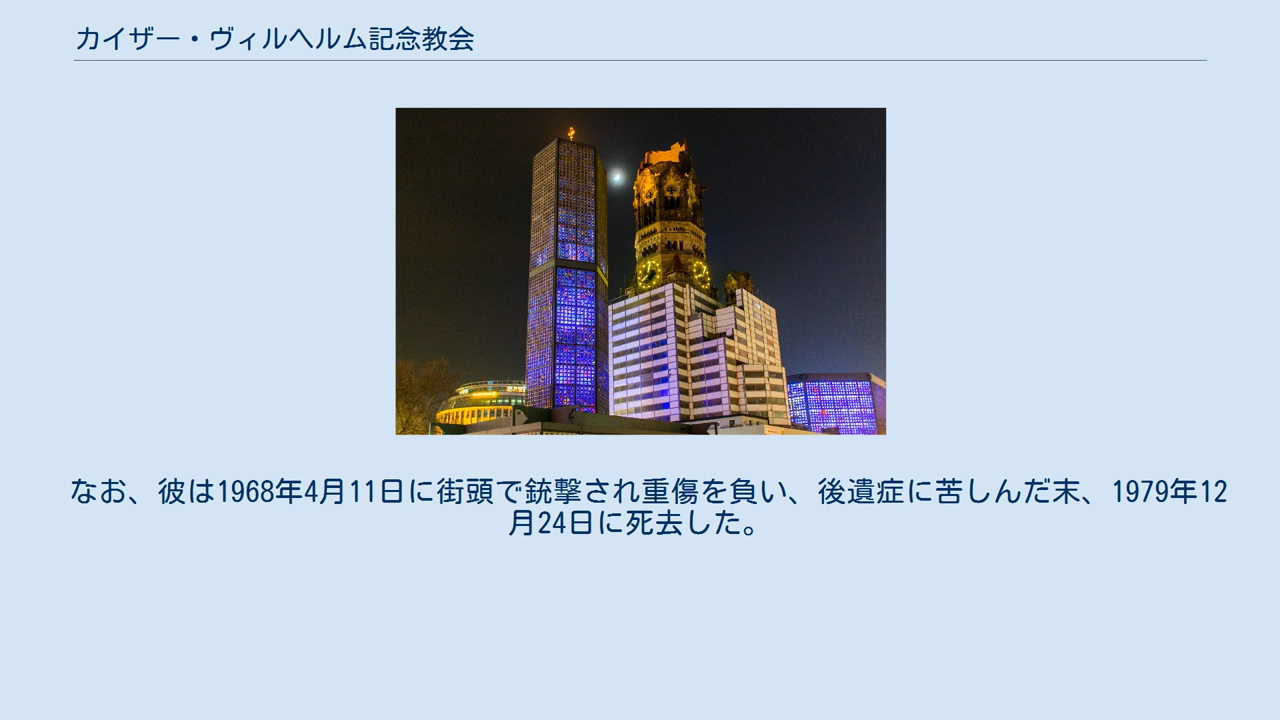 カイザー・ヴィルヘルム記念教会
なお、彼は1968年4月11日に街頭で銃撃され重傷を負い、後遺症に苦しんだ末、1979年12
月24日に死去した。